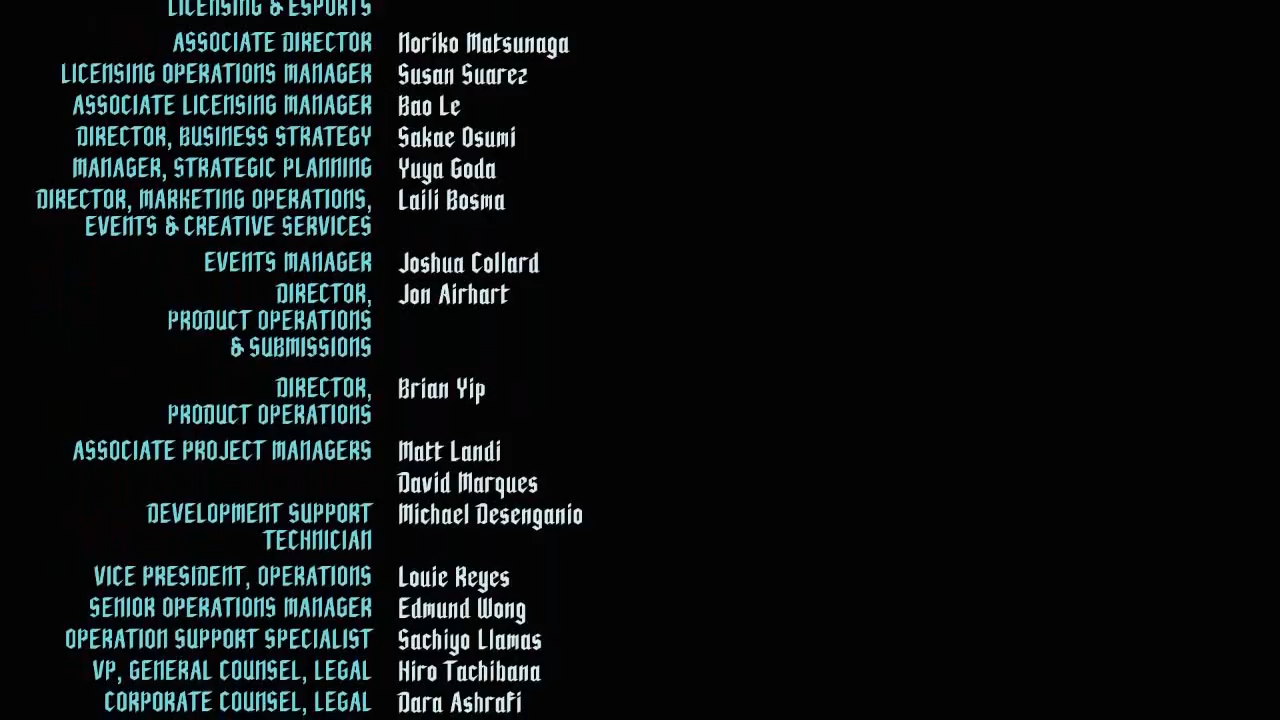 LICENSING & ESPORTS
ASSOCIATE DIRECTOR Noriko Matsunaga
LICENSING OPERATIONS MANAGER Susan Suarez
ASSOCIATE LICENSING MANAGER Bao Le
DIRECTOR, BUSINESS STRATEGY Sakae Osumi
MANAGER, STRATEGIC PLANNING Yuya Goda
DIRECTOR, MARKETING OPERATIONS, Laili Bosma
EVENTS & CREATIVE SERVICES
EVENTS MANAGER Joshua Collard
DIRECTOR, Jon Airhart
PRODUCT OPERATIONS
& SUBMISSIONS
DIRECTOR, Brian Yip
PRODUCT OPERATIONS
ASSOCIATE PROJECT MANAGERS Matt Landi
David Marques
DEVELOPMENT SUPPORT Michael Desenganio
TECHNICIAN
VICE PRESIDENT, OPERATIONS Louie Reyes
SENIOR OPERATIONS MANAGER Edmund Wong
OPERATION SUPPORT SPECIALIST Sachiyo Llamas
VP, GENERAL COUNSEL, LEGAL Hiro Tachibana
CORPORATE COUNSEL, LEGAL Dara Ashrafi